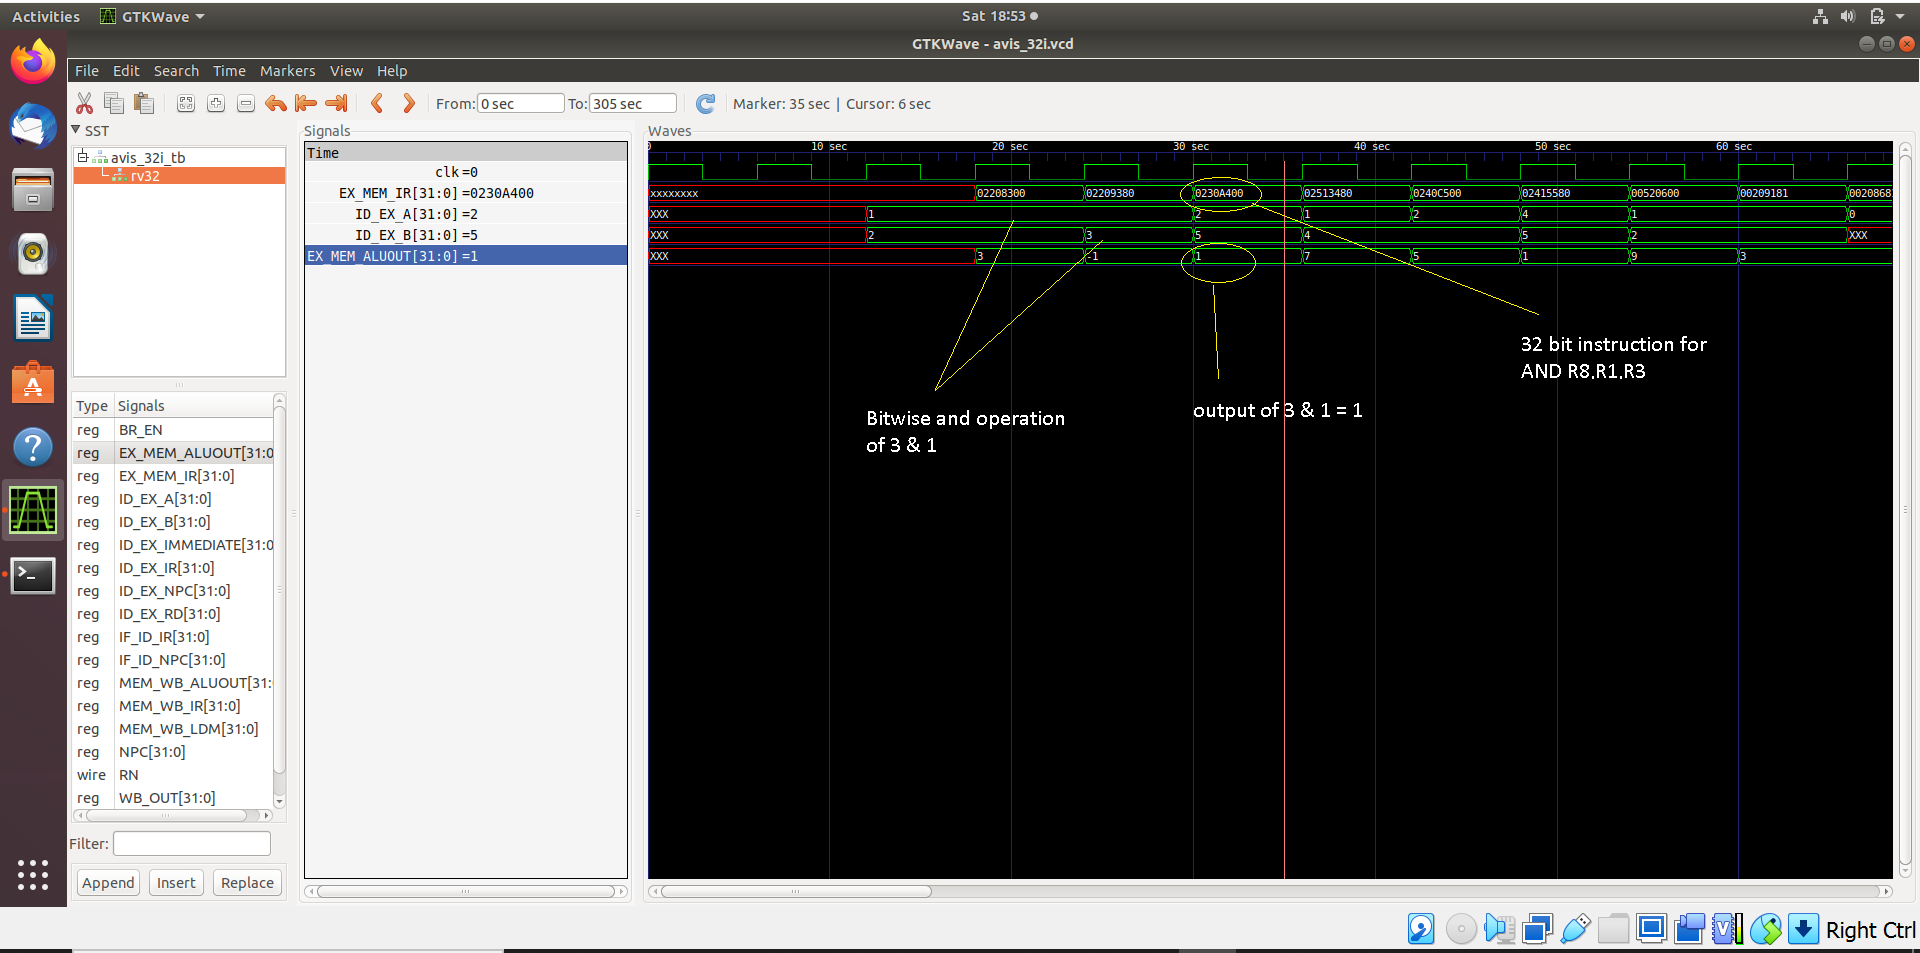 Activities GTKWave Sat 18:53
GTKWave - avis_32i.vcd
File Edit Search Time Markers View Help
From: 0 sec To: 305 sec Marker: 35 sec | Cursor: 6 sec
SST
avis_32i_tb
rv32
Type Signals
reg BR_EN
reg EX_MEM_ALUOUT[31:0
reg EX_MEM_IR[31:0]
reg ID_EX_A[31:0]
reg ID_EX_B[31:0]
reg ID_EX_IMMEDIATE[31:0
reg ID_EX_IR[31:0]
reg ID_EX_NPC[31:0]
reg ID_EX_RD[31:0]
reg IF_ID_IR[31:0]
reg IF_ID_NPC[31:0]
reg MEM_WB_ALUOUT[31:
reg MEM_WB_IR[31:0]
reg MEM_WB_LDM[31:0]
reg NPC[31:0]
wire RN
reg WB_OUT[31:0]
Filter:
Append Insert Replace
Signals
Time
clk=0
EX_MEM_IR[31:0]=0230A400
ID_EX_A[31:0]=2
ID_EX_B[31:0]=5
EX_MEM_ALUOUT[31:0]=1
Waves
0 10 sec 20 sec 30 sec 40 sec 50 sec 60 sec
xxxxxxxx 02208300 02209380 0230A400 02513480 0240C500 02415580 00520600 00209181 00208681
XXX 1 2 1 2 4 1 0
XXX 2 3 5 4 5 2 XXX
XXX 3 -1 1 7 5 1 9 3
32 bit instruction for
AND R8,R1,R3
Bitwise and operation
of 3 & 1
output of 3 & 1 = 1
Right Ctrl